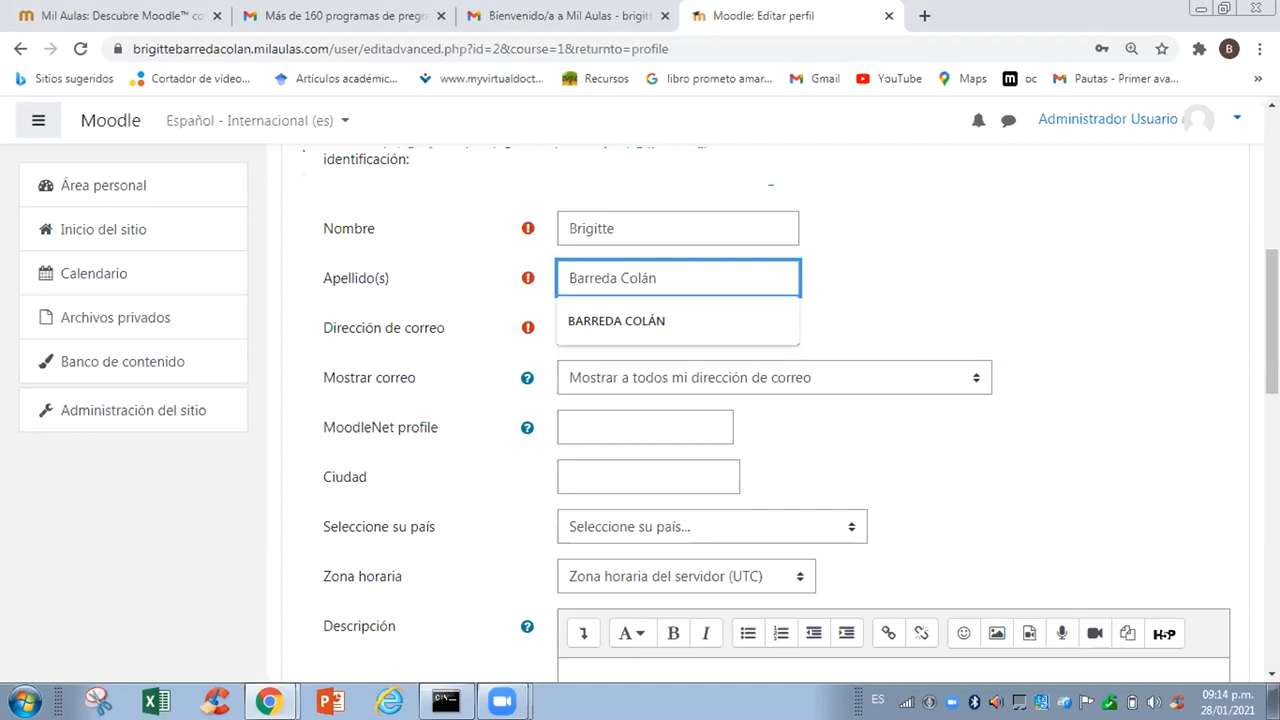 Mil Aulas: Descubre Moodle™ co
Más de 160 programas de pregr
Bienvenido/a a Mil Aulas - brigitt
Moodle: Editar perfil
brigittebarredacolan.milaulas.com/user/editadvanced.php?id=2&course=1&returnto=profile
B
Sitios sugeridos
Cortador de vídeo...
Artículos académic...
www.myvirtualdoct...
Recursos
libro prometo amar...
Gmail
YouTube
Maps
oc
Pautas - Primer ava...
Moodle
Español - Internacional (es)
Administrador Usuario
identificación:
Área personal
Inicio del sitio
Calendario
Archivos privados
Banco de contenido
Administración del sitio
Nombre
Brigitte
Apellido(s)
Barreda Colán
BARREDA COLÁN
Dirección de correo
Mostrar correo
Mostrar a todos mi dirección de correo
MoodleNet profile
Ciudad
Seleccione su país
Seleccione su país...
Zona horaria
Zona horaria del servidor (UTC)
Descripción
A B I
H-P
ES
09:14 p.m.
28/01/2021